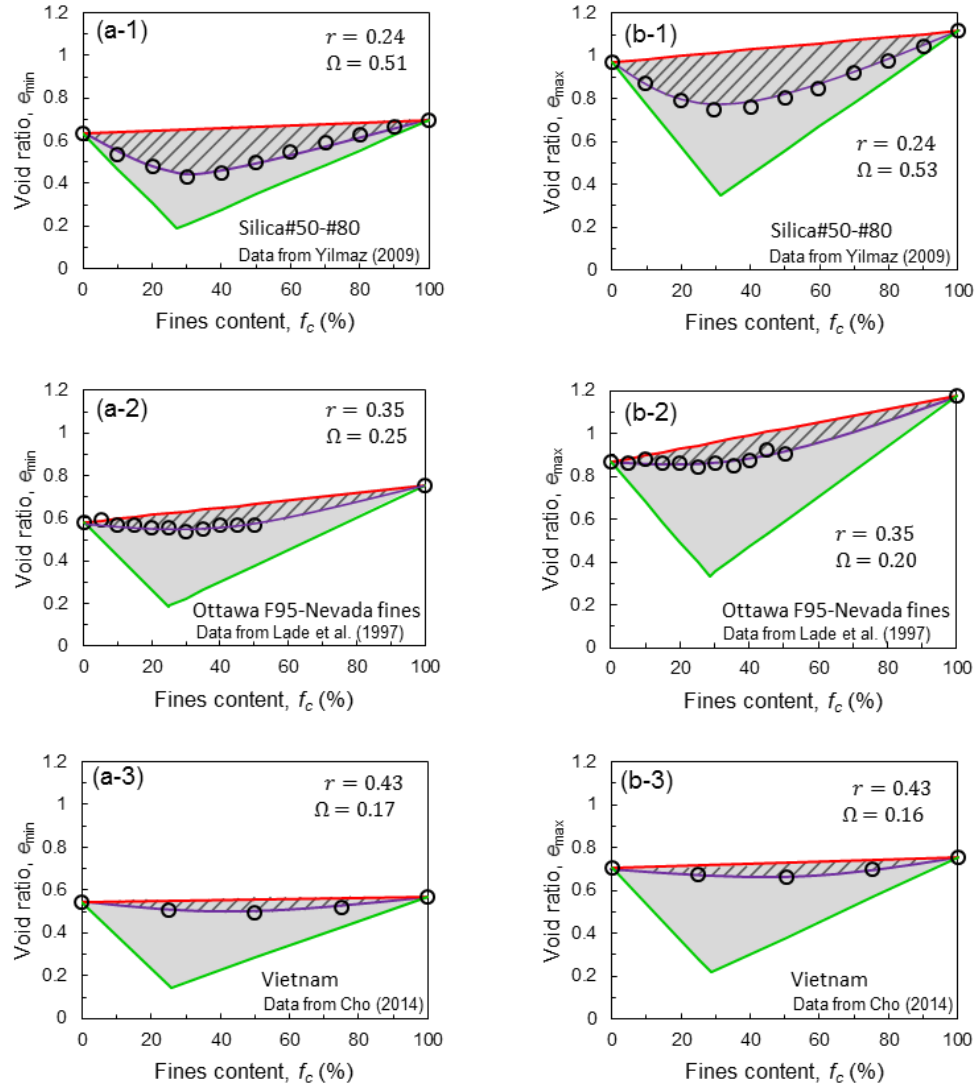 (a-1)
r = 0.24
Ω = 0.51
1.2
1
0.8
0.6
0.4
0.2
0
Void ratio, emin
Silica#50-#80
Data from Yilmaz (2009)
0 20 40 60 80 100
Fines content, fc (%)
(b-1)
1.2
1
0.8
0.6
0.4
0.2
0
Void ratio, emax
r = 0.24
Ω = 0.53
Silica#50-#80
Data from Yilmaz (2009)
0 20 40 60 80 100
Fines content, fc (%)
(a-2)
r = 0.35
Ω = 0.25
1.2
1
0.8
0.6
0.4
0.2
0
Void ratio, emin
Ottawa F95-Nevada fines
Data from Lade et al. (1997)
0 20 40 60 80 100
Fines content, fc (%)
(b-2)
1.2
1
0.8
0.6
0.4
0.2
0
Void ratio, emax
r = 0.35
Ω = 0.20
Ottawa F95-Nevada fines
Data from Lade et al. (1997)
0 20 40 60 80 100
Fines content, fc (%)
(a-3)
r = 0.43
Ω = 0.17
1.2
1
0.8
0.6
0.4
0.2
0
Void ratio, emin
Vietnam
Data from Cho (2014)
0 20 40 60 80 100
Fines content, fc (%)
(b-3)
r = 0.43
Ω = 0.16
1.2
1
0.8
0.6
0.4
0.2
0
Void ratio, emax
Vietnam
Data from Cho (2014)
0 20 40 60 80 100
Fines content, fc (%)